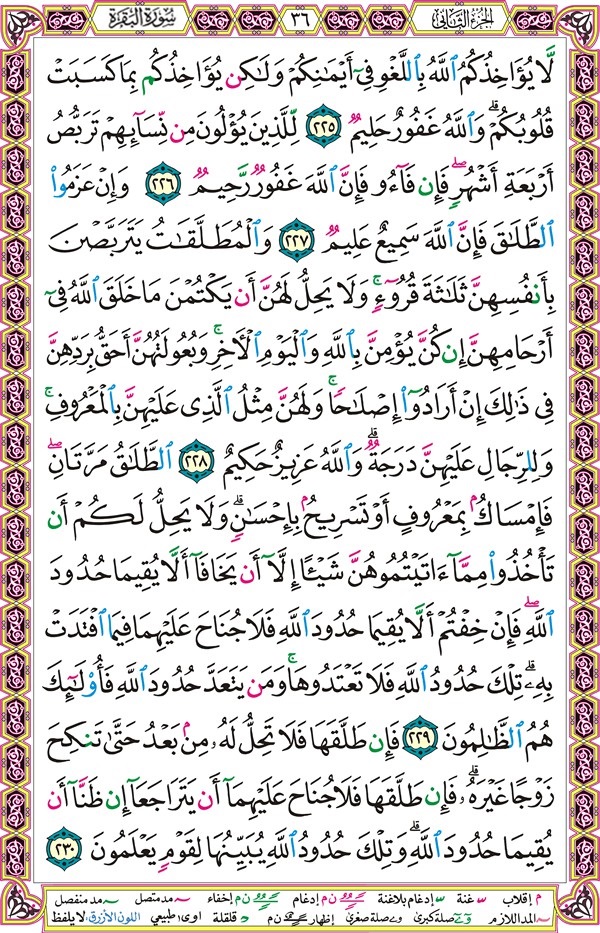 الجزء الثاني ٣٦ سورة البقرة
لَّا يُؤَاخِذُكُمُ ٱللَّهُ بِٱللَّغْوِ فِىٓ أَيْمَٰنِكُمْ وَلَٰكِن يُؤَاخِذُكُم بِمَا كَسَبَتْ
قُلُوبُكُمْ ۗ وَٱللَّهُ غَفُورٌ حَلِيمٌ ٢٢٥ لِّلَّذِينَ يُؤْلُونَ مِن نِّسَآئِهِمْ تَرَبُّصُ
أَرْبَعَةِ أَشْهُرٍ ۖ فَإِن فَآءُو فَإِنَّ ٱللَّهَ غَفُورٌ رَّحِيمٌ ٢٢٦ وَإِنْ عَزَمُوا۟
ٱلطَّلَٰقَ فَإِنَّ ٱللَّهَ سَمِيعٌ عَلِيمٌ ٢٢٧ وَٱلْمُطَلَّقَٰتُ يَتَرَبَّصْنَ
بِأَنفُسِهِنَّ ثَلَٰثَةَ قُرُوٓءٍ ۚ وَلَا يَحِلُّ لَهُنَّ أَن يَكْتُمْنَ مَا خَلَقَ ٱللَّهُ فِىٓ
أَرْحَامِهِنَّ إِن كُنَّ يُؤْمِنَّ بِٱللَّهِ وَٱلْيَوْمِ ٱلْءَاخِرِ ۚ وَبُعُولَتُهُنَّ أَحَقُّ بِرَدِّهِنَّ
فِى ذَٰلِكَ إِنْ أَرَادُوٓا۟ إِصْلَٰحًا ۚ وَلَهُنَّ مِثْلُ ٱلَّذِى عَلَيْهِنَّ بِٱلْمَعْرُوفِ ۚ
وَلِلرِّجَالِ عَلَيْهِنَّ دَرَجَةٌ ۗ وَٱللَّهُ عَزِيزٌ حَكِيمٌ ٢٢٨ ٱلطَّلَٰقُ مَرَّتَانِ ۖ
فَإِمْسَاكٌۢ بِمَعْرُوفٍ أَوْ تَسْرِيحٌۢ بِإِحْسَٰنٍ ۗ وَلَا يَحِلُّ لَكُمْ أَن
تَأْخُذُوا۟ مِمَّآ ءَاتَيْتُمُوهُنَّ شَيْـًٔا إِلَّآ أَن يَخَافَآ أَلَّا يُقِيمَا حُدُودَ
ٱللَّهِ ۖ فَإِنْ خِفْتُمْ أَلَّا يُقِيمَا حُدُودَ ٱللَّهِ فَلَا جُنَاحَ عَلَيْهِمَا فِيمَا ٱفْتَدَتْ
بِهِۦ ۗ تِلْكَ حُدُودُ ٱللَّهِ فَلَا تَعْتَدُوهَا ۚ وَمَن يَتَعَدَّ حُدُودَ ٱللَّهِ فَأُو۟لَٰٓئِكَ
هُمُ ٱلظَّٰلِمُونَ ٢٢٩ فَإِن طَلَّقَهَا فَلَا تَحِلُّ لَهُۥ مِنۢ بَعْدُ حَتَّىٰ تَنكِحَ
زَوْجًا غَيْرَهُۥ ۗ فَإِن طَلَّقَهَا فَلَا جُنَاحَ عَلَيْهِمَآ أَن يَتَرَاجَعَآ إِن ظَنَّآ أَن
يُقِيمَا حُدُودَ ٱللَّهِ ۗ وَتِلْكَ حُدُودُ ٱللَّهِ يُبَيِّنُهَا لِقَوْمٍ يَعْلَمُونَ ٢٣٠
م إقلاب غنة إدغام بلاغنة ن م إدغام ن م إخفاء مد متصل مد منفصل
المد اللازم صلة كبرى صلة صغرى إظهار ن م قلقلة اوى؛ طبيعي اللون الأزرق: لا يلفظ